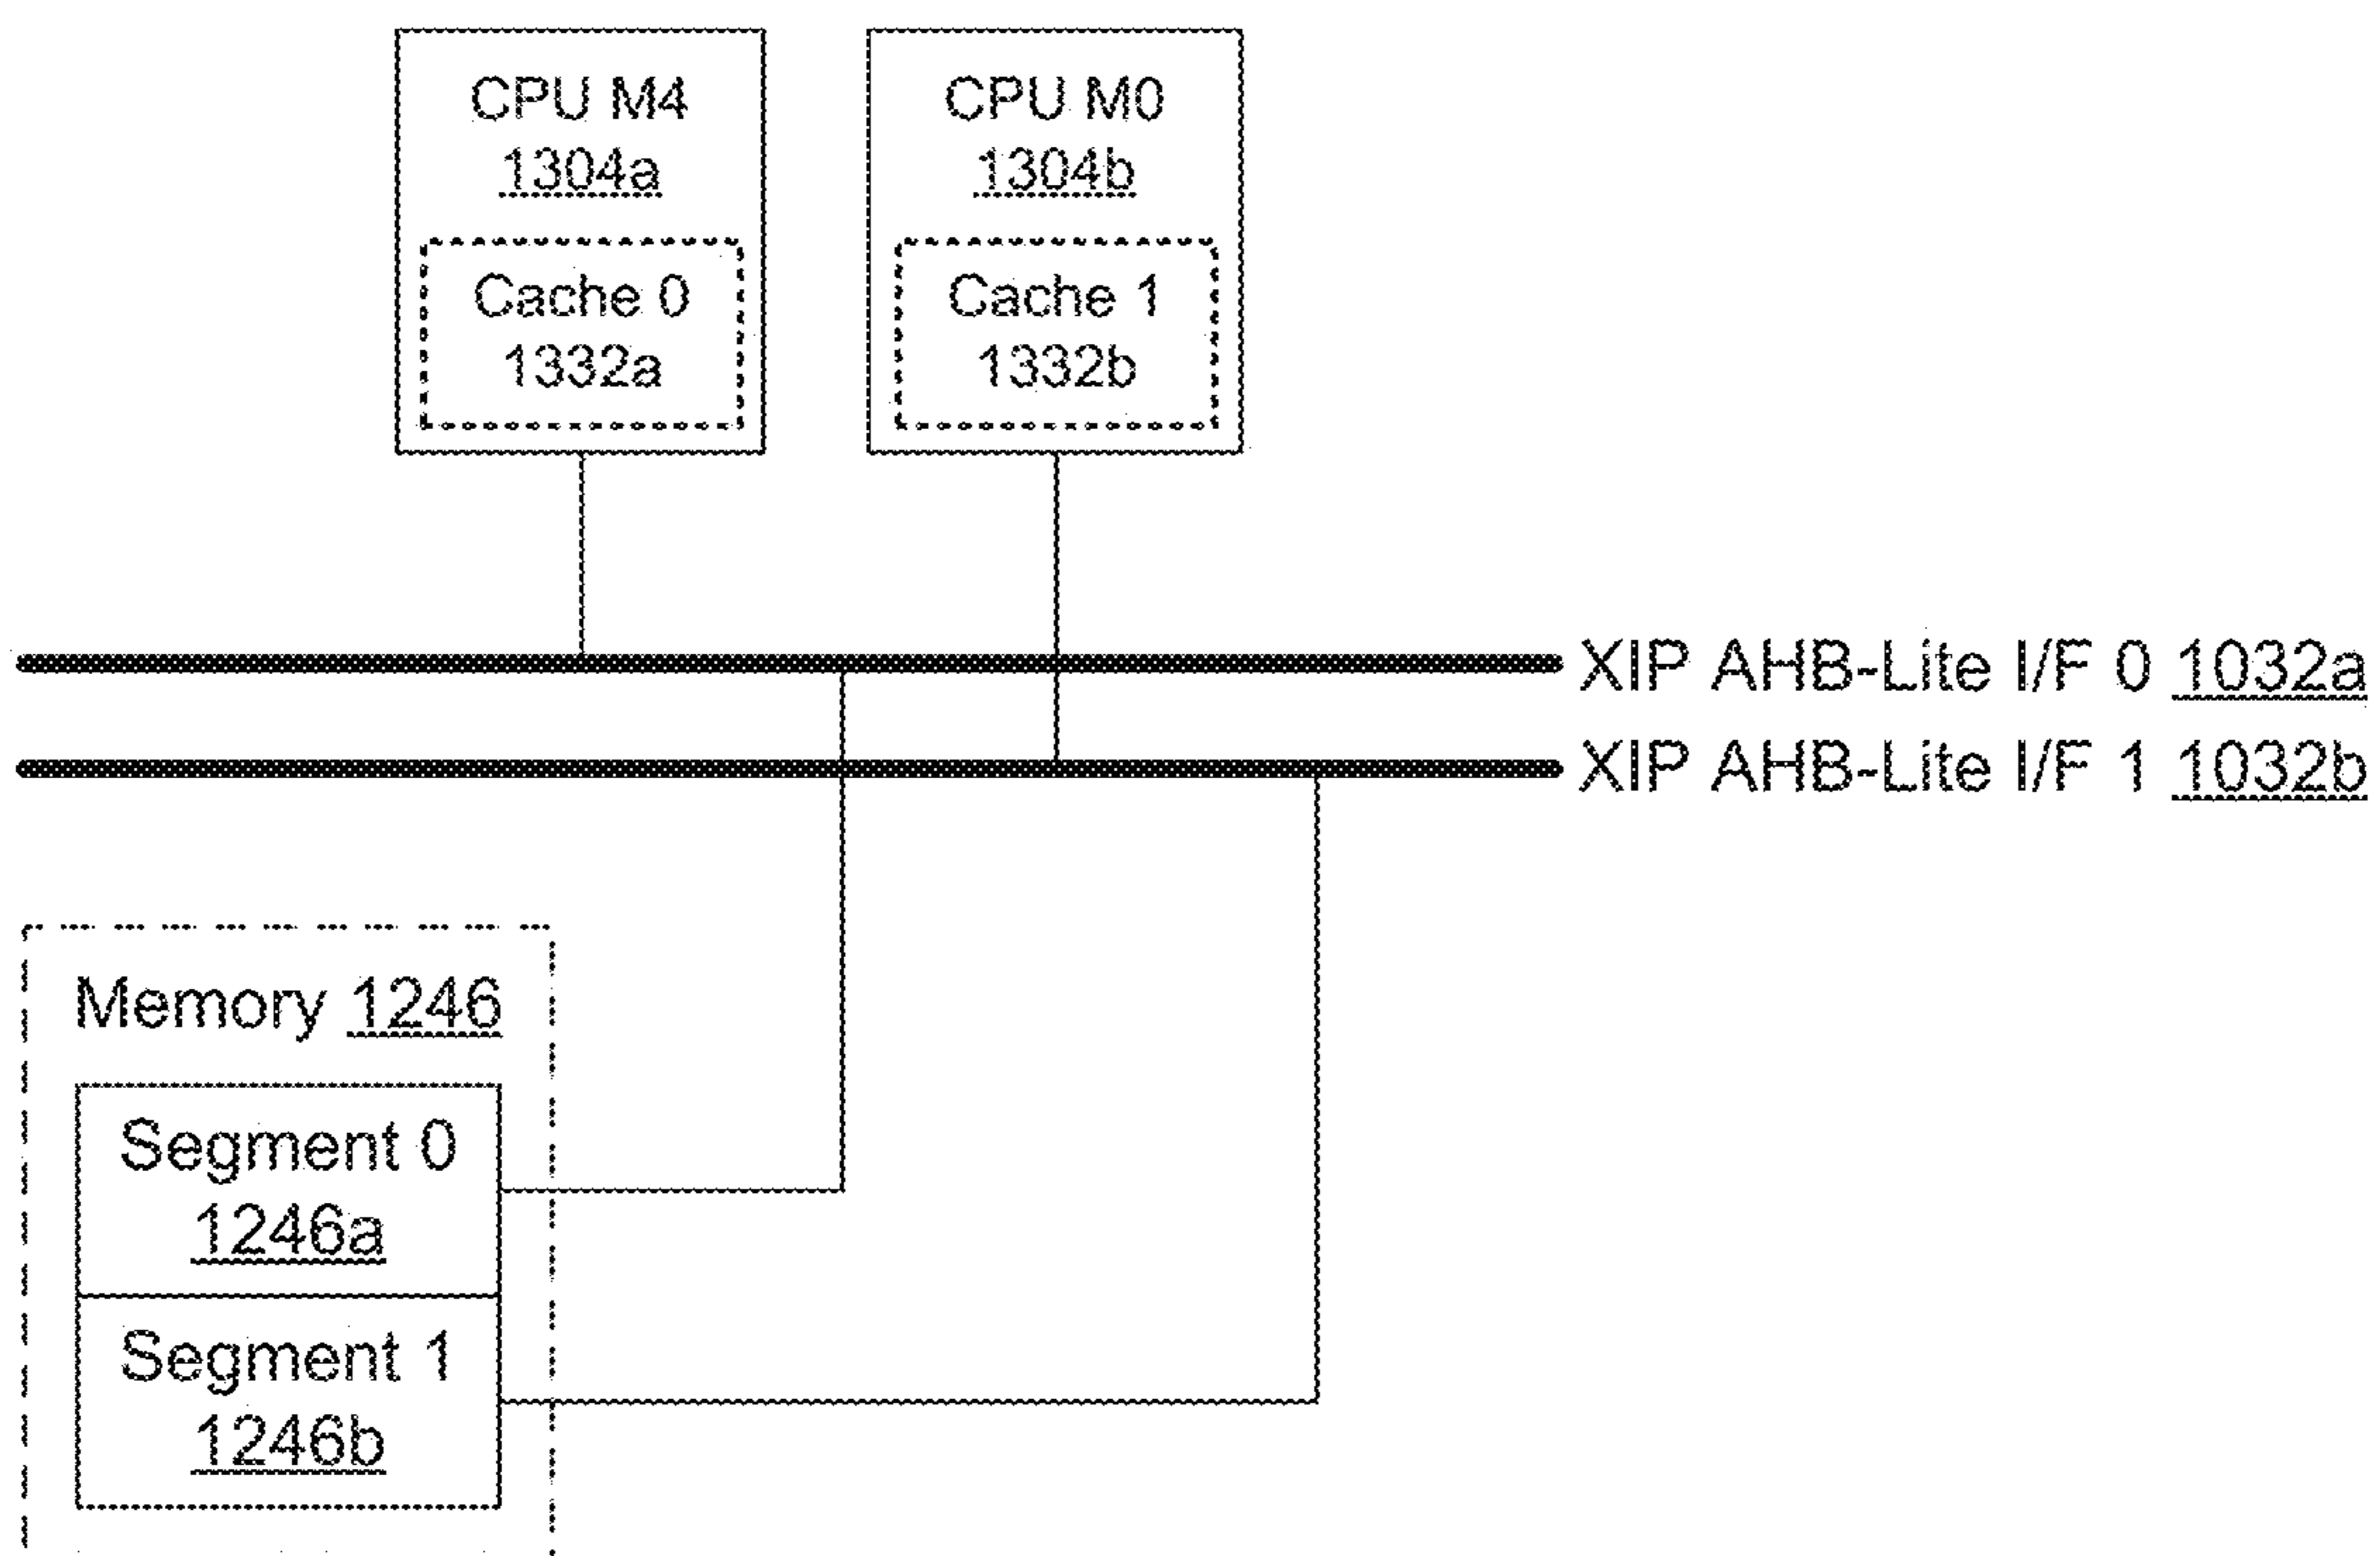 CPU M4
1304a
Cache 0
1332a
CPU M0
1304b
Cache 1
1332b
XIP AHB-Lite I/F 0 1032a
XIP AHB-Lite I/F 1 1032b
Memory 1246
Segment 0
1246a
Segment 1
1246b